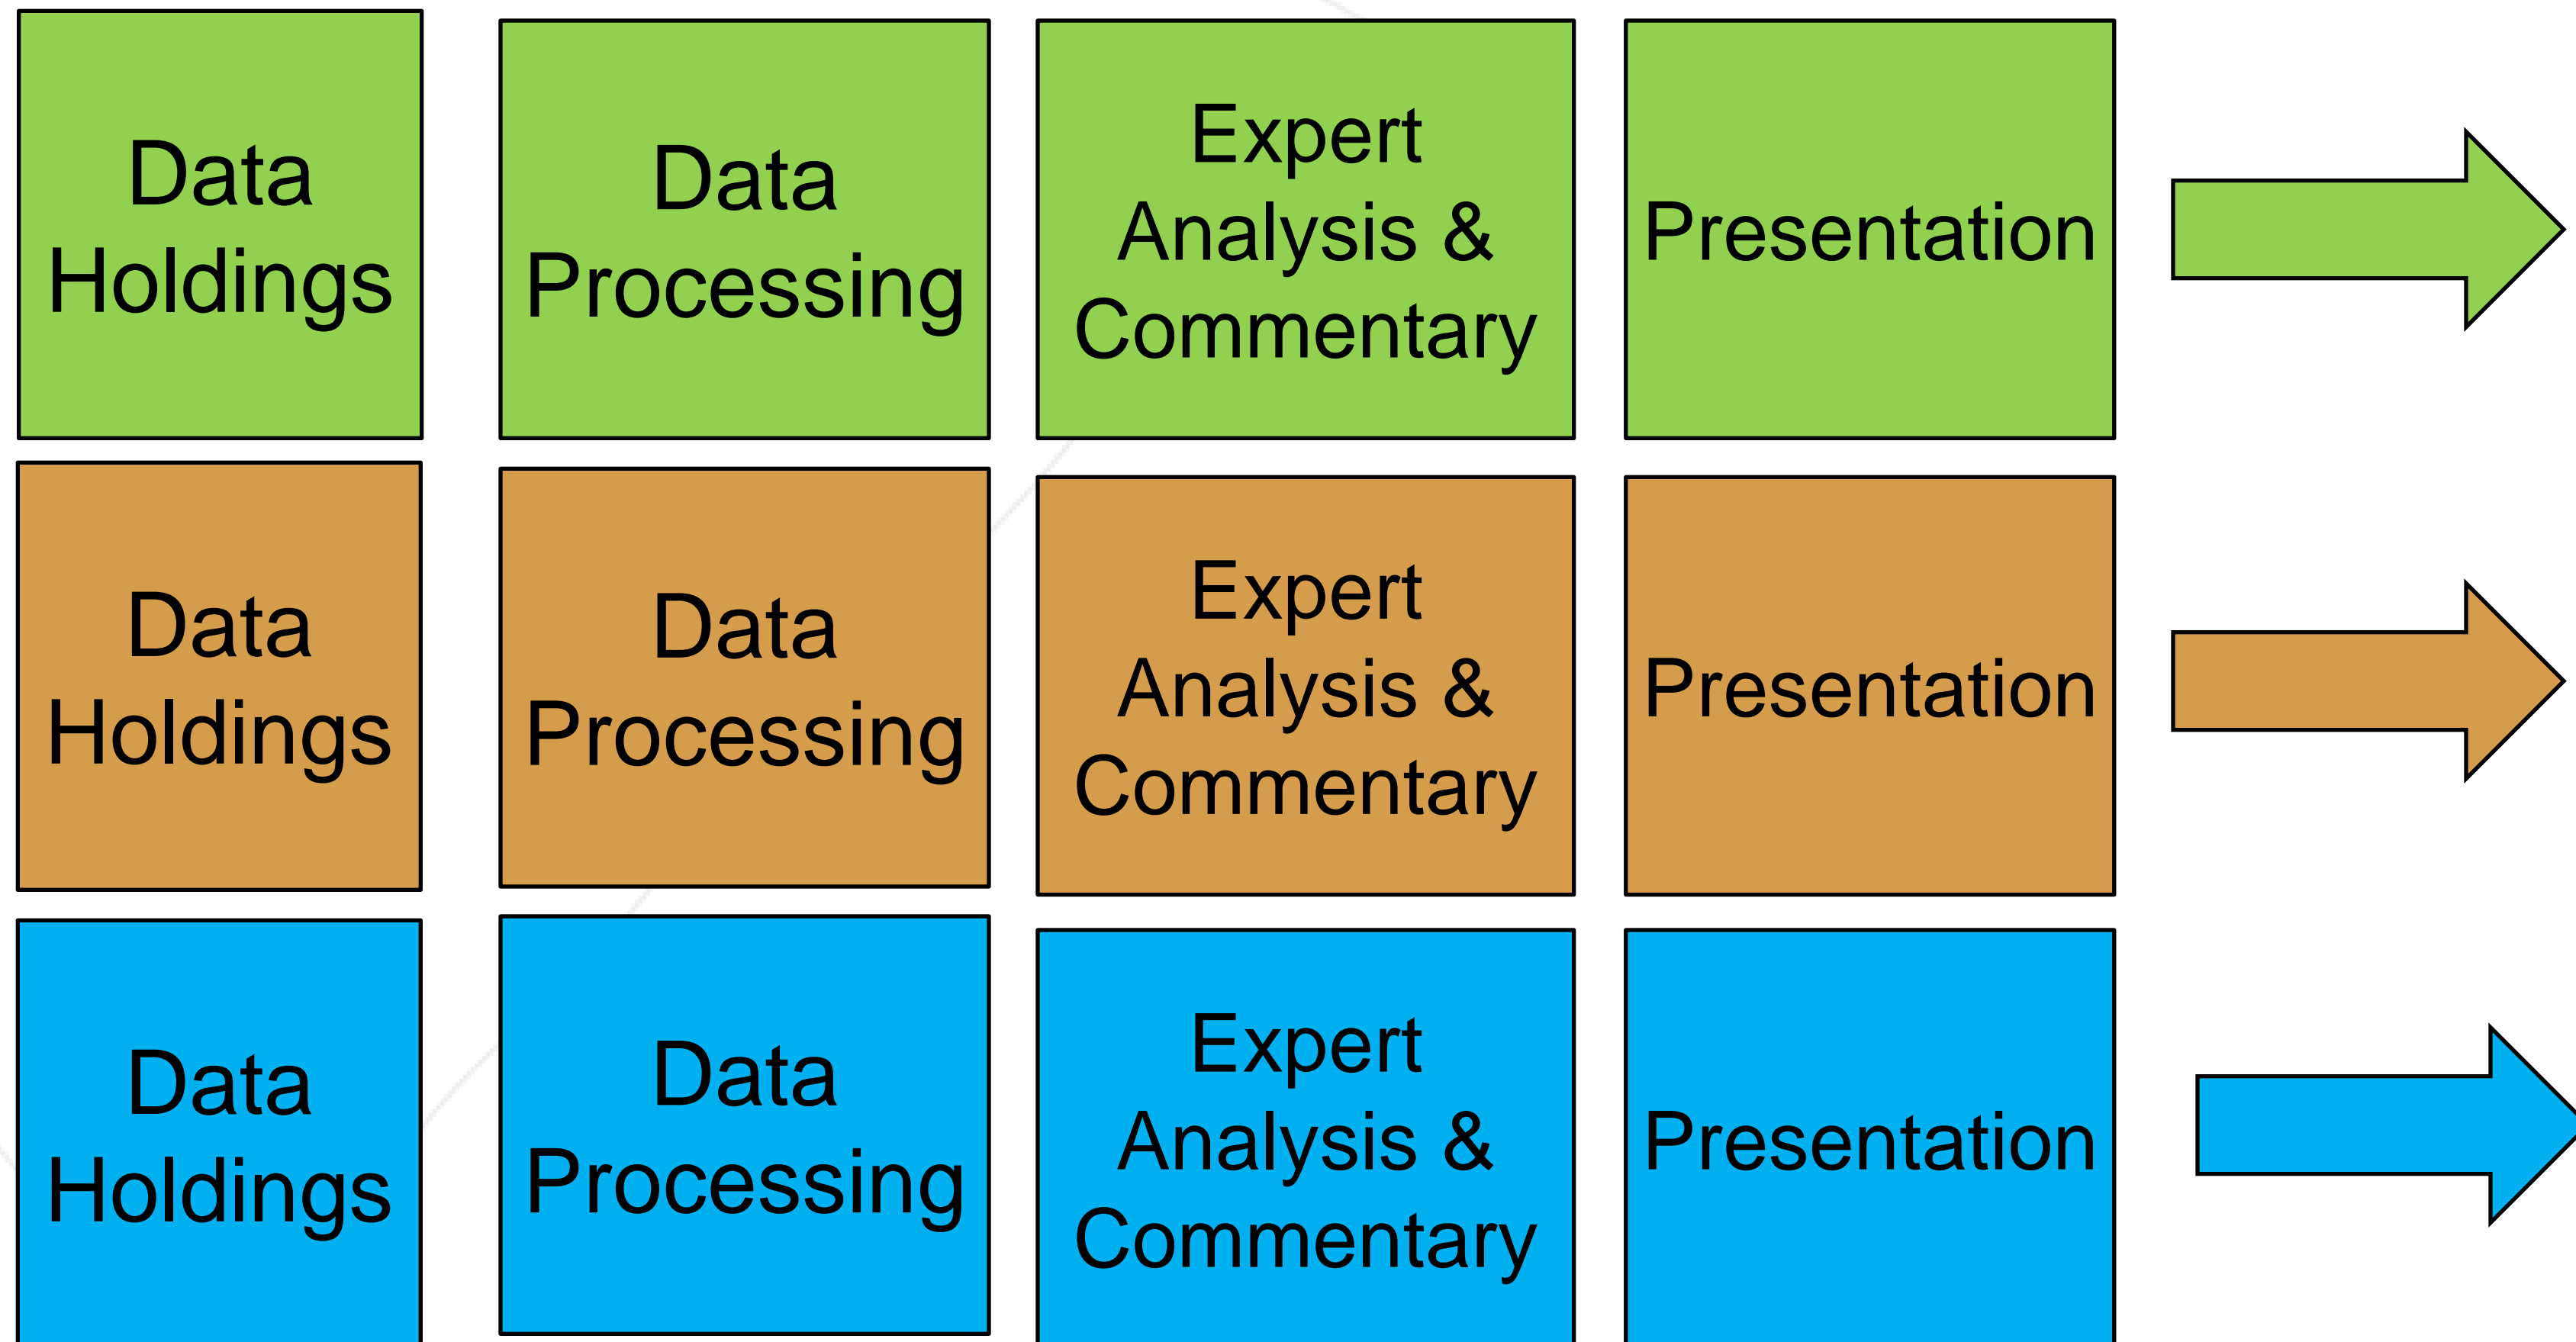 Data
Holdings
Data
Processing
Expert
Analysis &
Commentary
Presentation
Data
Holdings
Data
Processing
Expert
Analysis &
Commentary
Presentation
Data
Holdings
Data
Processing
Expert
Analysis &
Commentary
Presentation